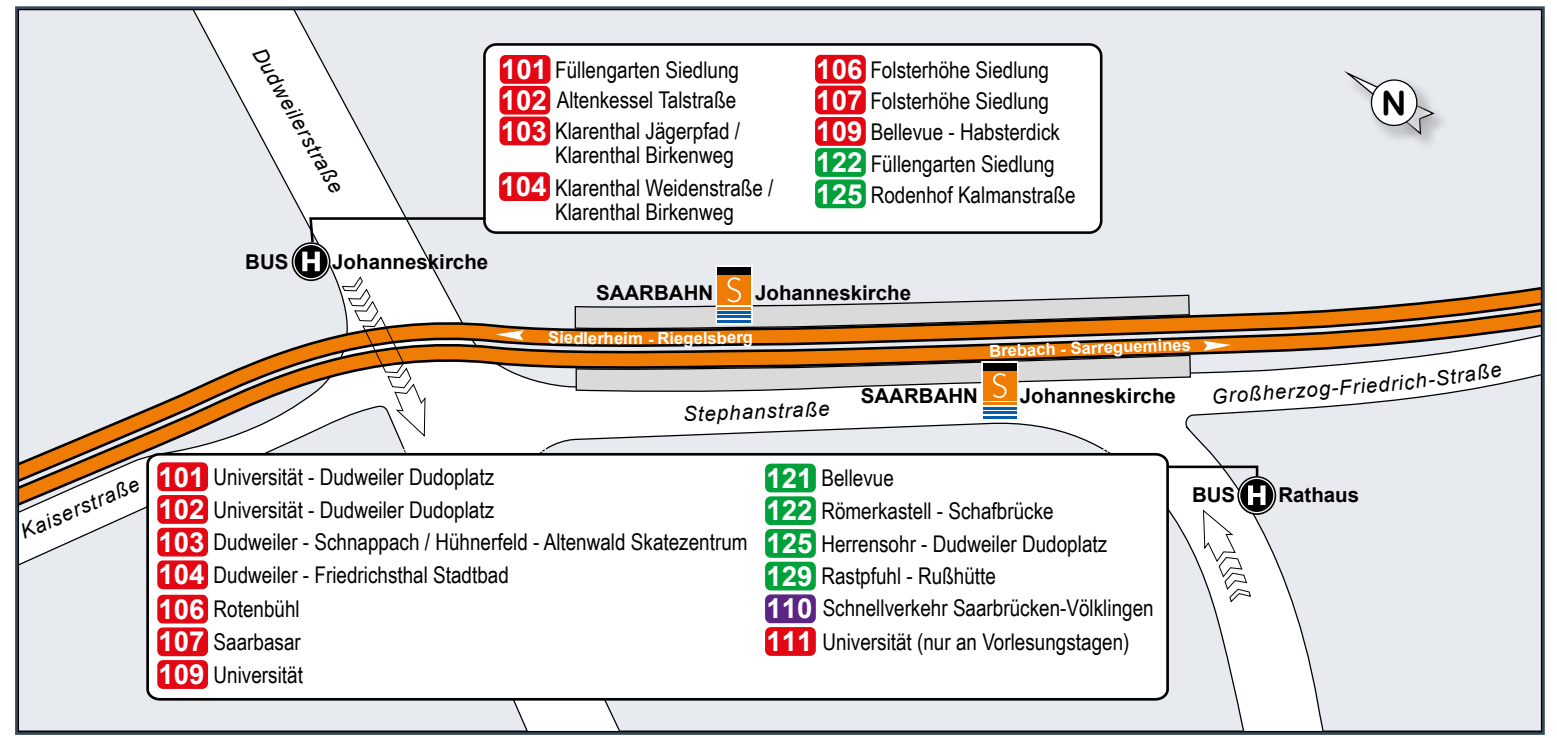 Dudweilerstraße
101 Füllengarten Siedlung
102 Altenkessel Talstraße
103 Klarenthal Jägerpfad /
Klarenthal Birkenweg
104 Klarenthal Weidenstraße /
Klarenthal Birkenweg
106 Folsterhöhe Siedlung
107 Folsterhöhe Siedlung
109 Bellevue - Habsterdick
122 Füllengarten Siedlung
125 Rodenhof Kalmanstraße
N
BUS H Johanneskirche
SAARBAHN S Johanneskirche
Siedlerheim - Riegelsberg
Brebach - Sarreguemines
SAARBAHN S Johanneskirche
Stephanstraße
Großherzog-Friedrich-Straße
Kaiserstraße
101 Universität - Dudweiler Dudoplatz
102 Universität - Dudweiler Dudoplatz
103 Dudweiler - Schnappach / Hühnerfeld - Altenwald Skatezentrum
104 Dudweiler - Friedrichsthal Stadtbad
106 Rotenbühl
107 Saarbasar
109 Universität
121 Bellevue
122 Römerkastell - Schafbrücke
125 Herrensohr - Dudweiler Dudoplatz
129 Rastpfuhl - Rußhütte
110 Schnellverkehr Saarbrücken-Völklingen
111 Universität (nur an Vorlesungstagen)
BUS H Rathaus